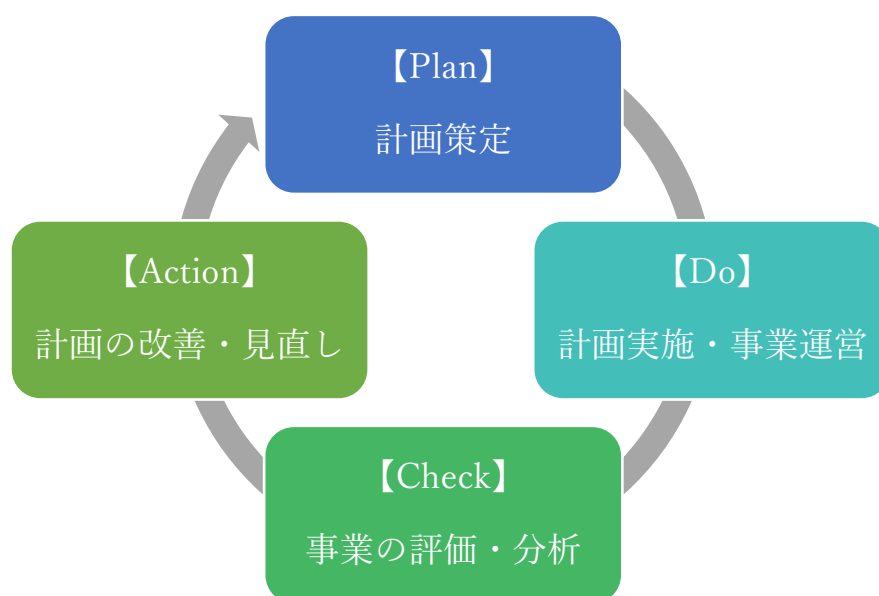 【Plan】
計画策定
【Do】
計画実施・事業運営
【Check】
事業の評価・分析
【Action】
計画の改善・見直し